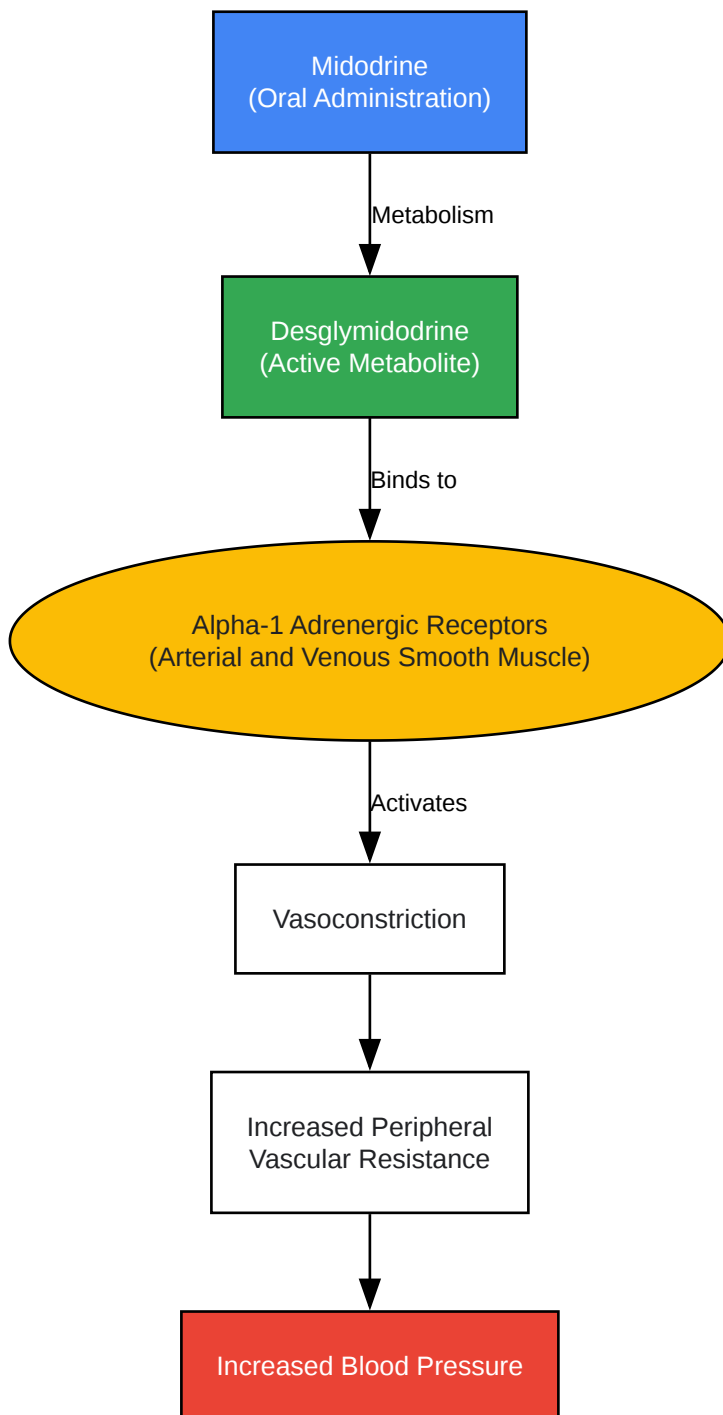 Midodrine
(Oral Administration)
Metabolism
Desglymidodrine
(Active Metabolite)
Binds to
Alpha-1 Adrenergic Receptors
(Arterial and Venous Smooth Muscle)
Activates
Vasoconstriction
Increased Peripheral
Vascular Resistance
Increased Blood Pressure